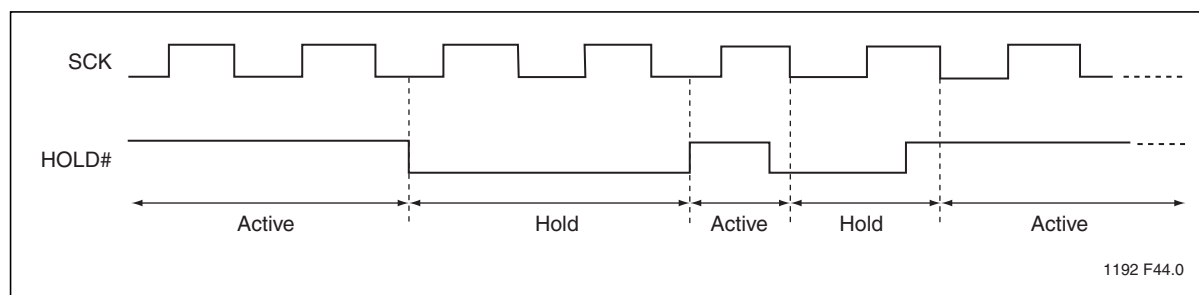 SCK
HOLD#
Active
Hold
Active
Hold
Active
1192 F44.0